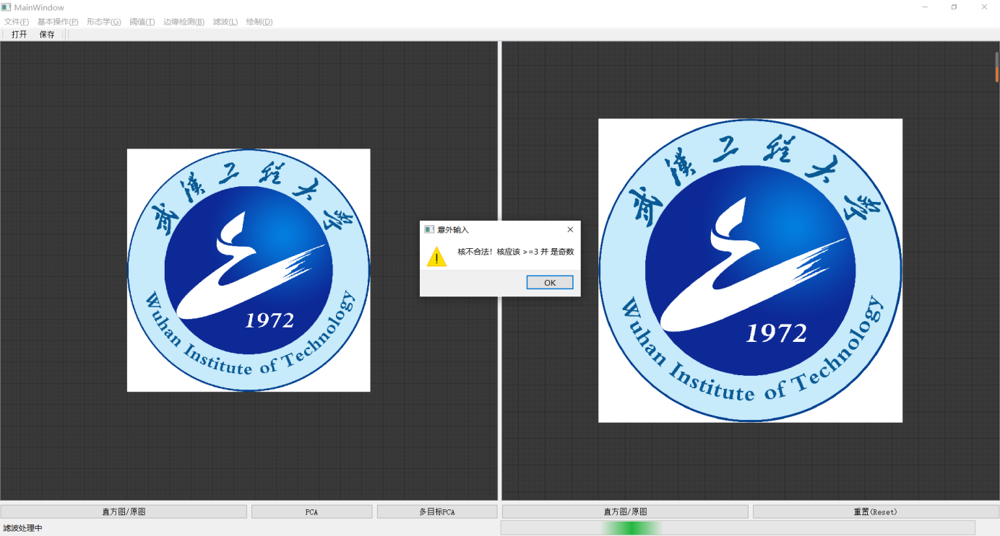 MainWindow
文件(F) 基本操作(P) 形态学(G) 阈值(T) 边缘检测(B) 滤波(L) 绘制(D)
打开 保存
武漢工程大学
1972
Wuhan Institute of Technology
意外输入
核不合法！核应该 >=3 并 是奇数
OK
武漢工程大学
1972
Wuhan Institute of Technology
直方图/原图 PCA 多目标PCA 直方图/原图 重置(Reset)
滤波处理中